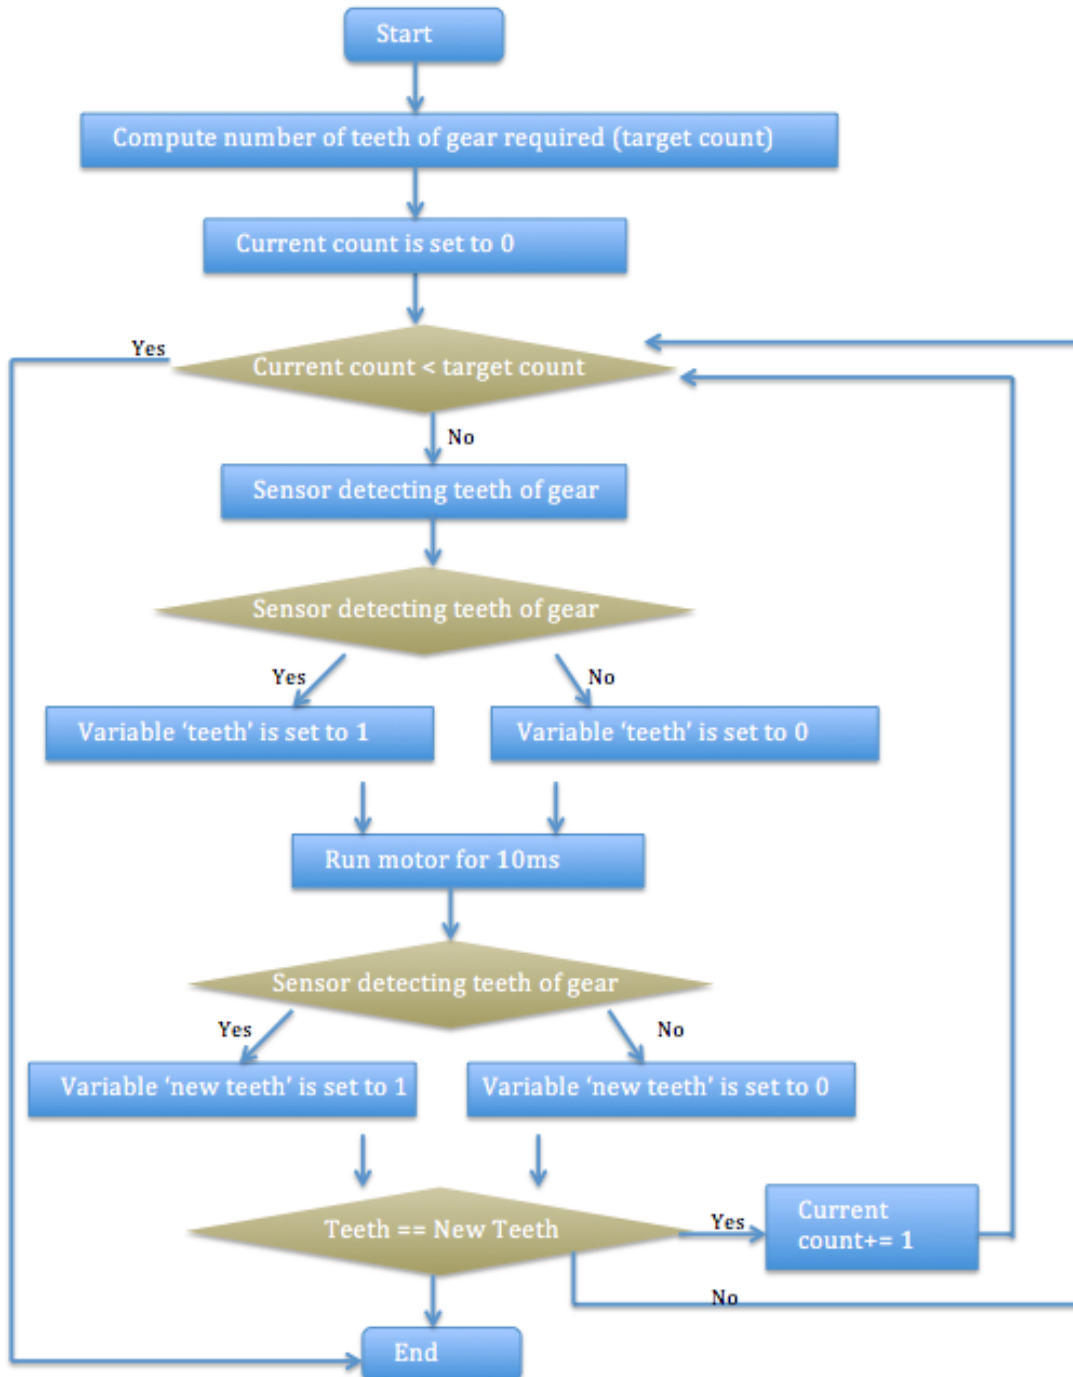 Start
Compute number of teeth of gear required (target count)
Current count is set to 0
Yes
Current count < target count
No
Sensor detecting teeth of gear
Sensor detecting teeth of gear
Yes
No
Variable ‘teeth’ is set to 1
Variable ‘teeth’ is set to 0
Run motor for 10ms
Sensor detecting teeth of gear
Yes
No
Variable ‘new teeth’ is set to 1
Variable ‘new teeth’ is set to 0
Teeth == New Teeth
Yes
Current
count+= 1
No
End